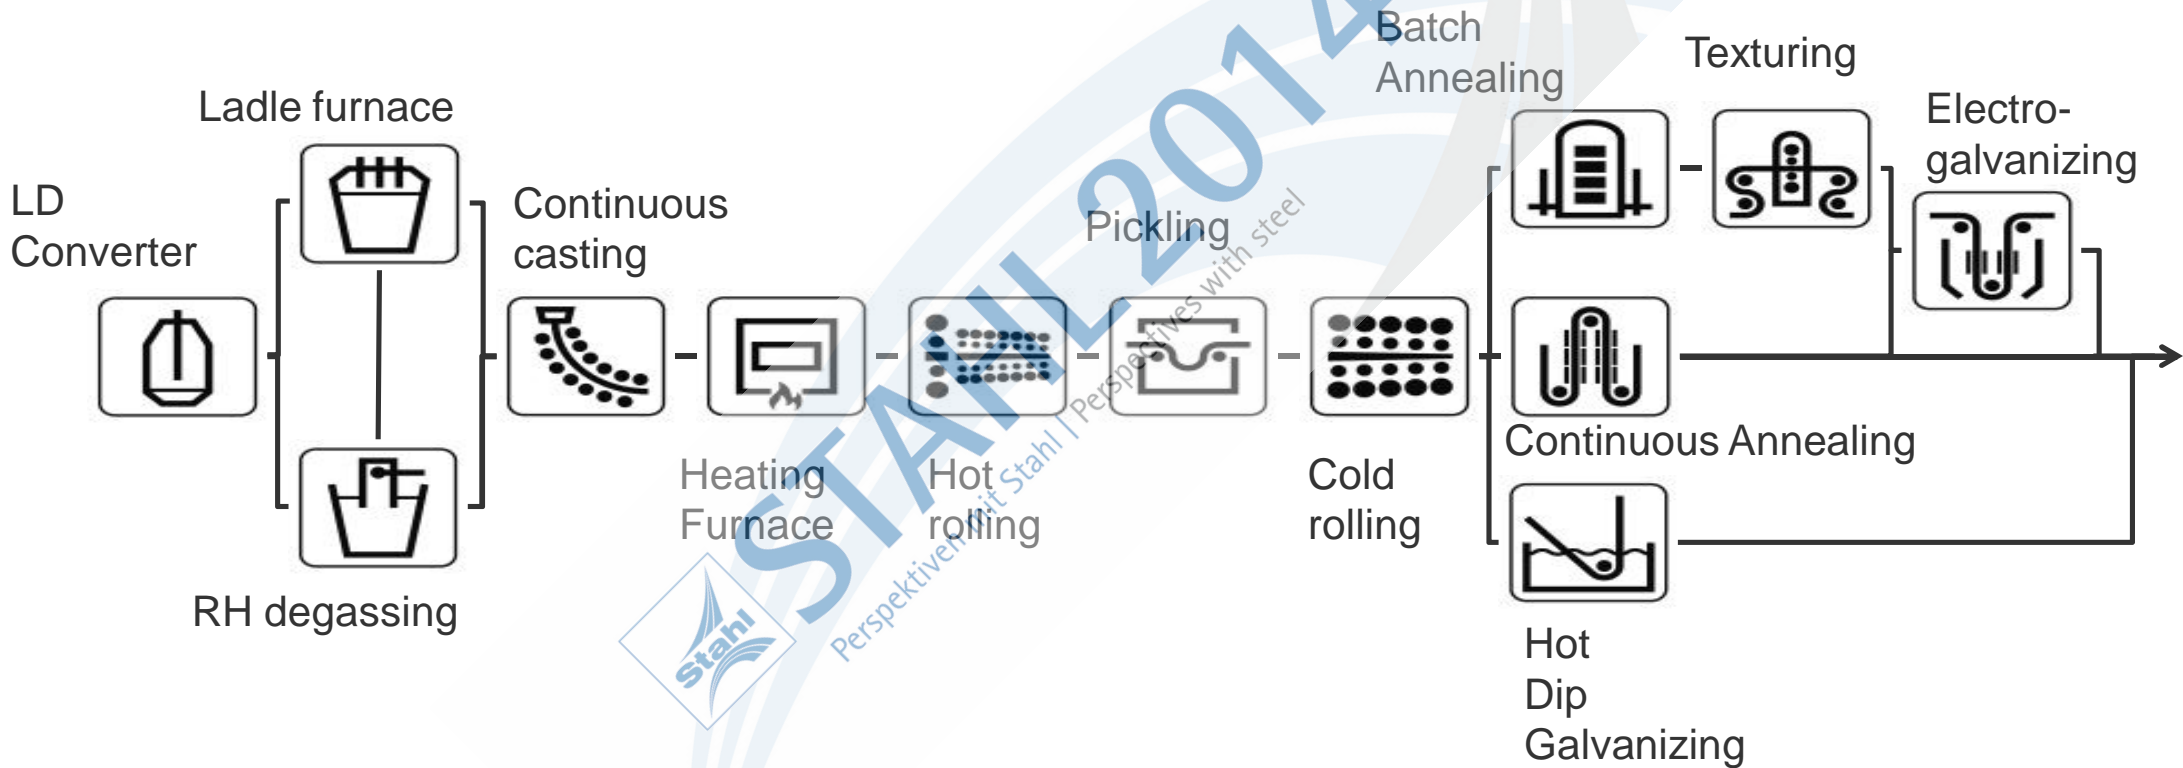 LD
Converter
Ladle furnace
RH degassing
Continuous
casting
Heating
Furnace
Hot
rolling
Pickling
Cold
rolling
Batch
Annealing
Texturing
Electro-
galvanizing
Continuous Annealing
Hot
Dip
Galvanizing
STAHL 2014
Perspektiven mit Stahl | Perspectives with steel
Stahl